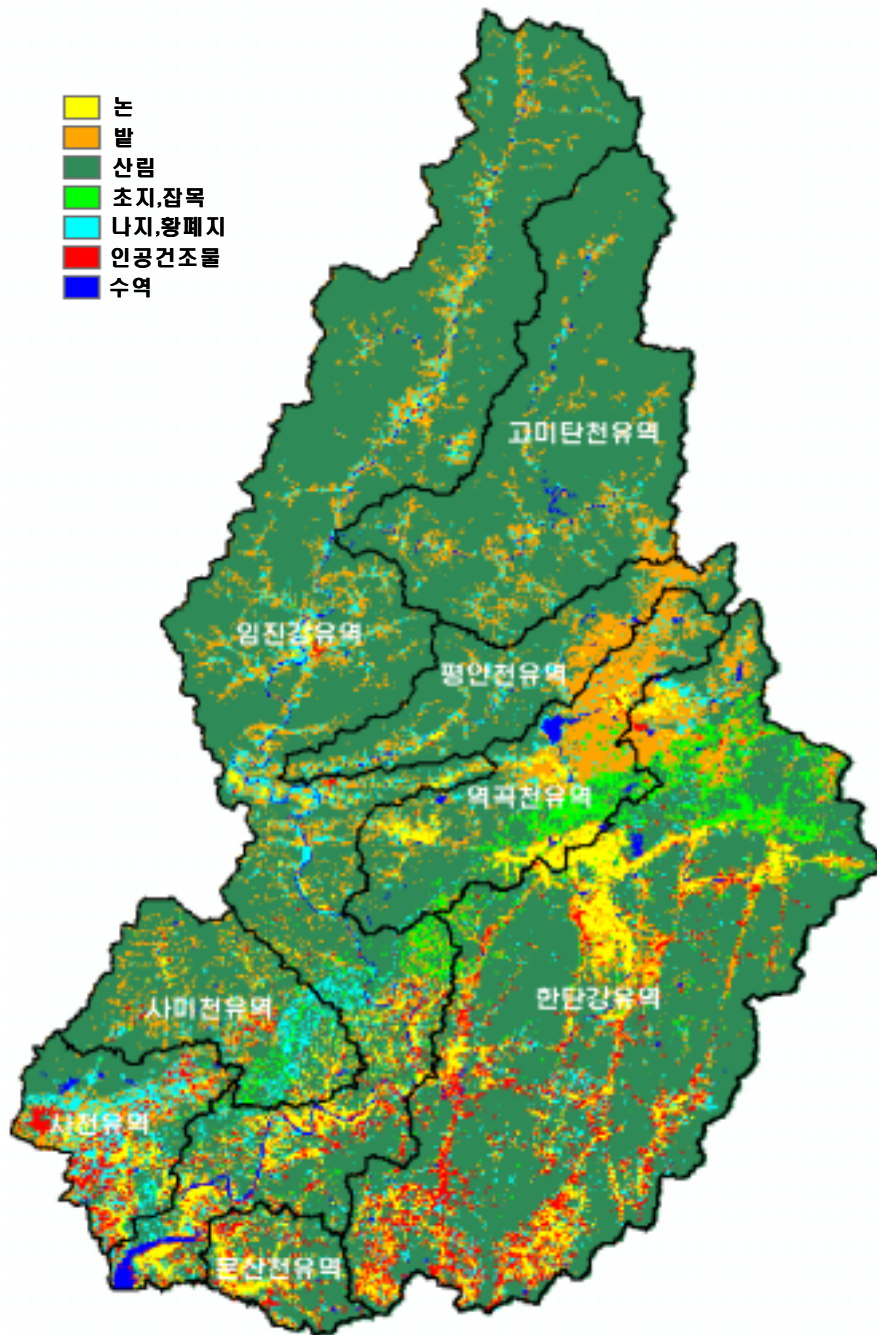 논
밭
산림
초지,잡목
나지,황폐지
인공건조물
수역
고미탄천유역
임진강유역
평안천유역
역곡천유역
한탄강유역
사미천유역
사천유역
문산천유역